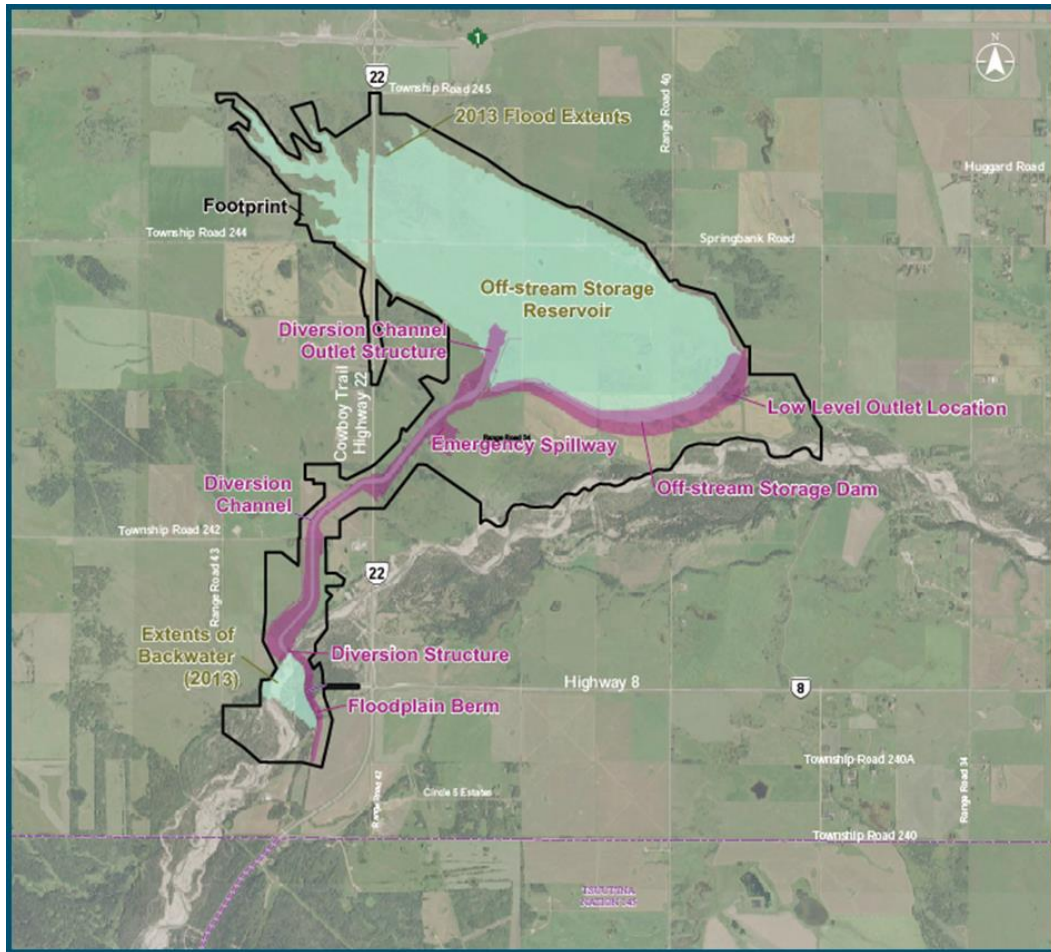 1
N
22
Township Road 245
2013 Flood Extents
Range Road 40
Huggard Road
Footprint
Township Road 244
Springbank Road
Off-stream Storage
Reservoir
Diversion Channel
Outlet Structure
Cowboy Trail
Highway 22
Low Level Outlet Location
Emergency Spillway
Diversion
Channel
Off-stream Storage Dam
Township Road 242
Range Road 43
22
Extents of
Backwater
(2013)
Diversion Structure
Highway 8
8
Floodplain Berm
Township Road 240A
Range Road 34
Range Road 42
Circle 5 Estates
Township Road 240
TSUUT'INA
NATION 145